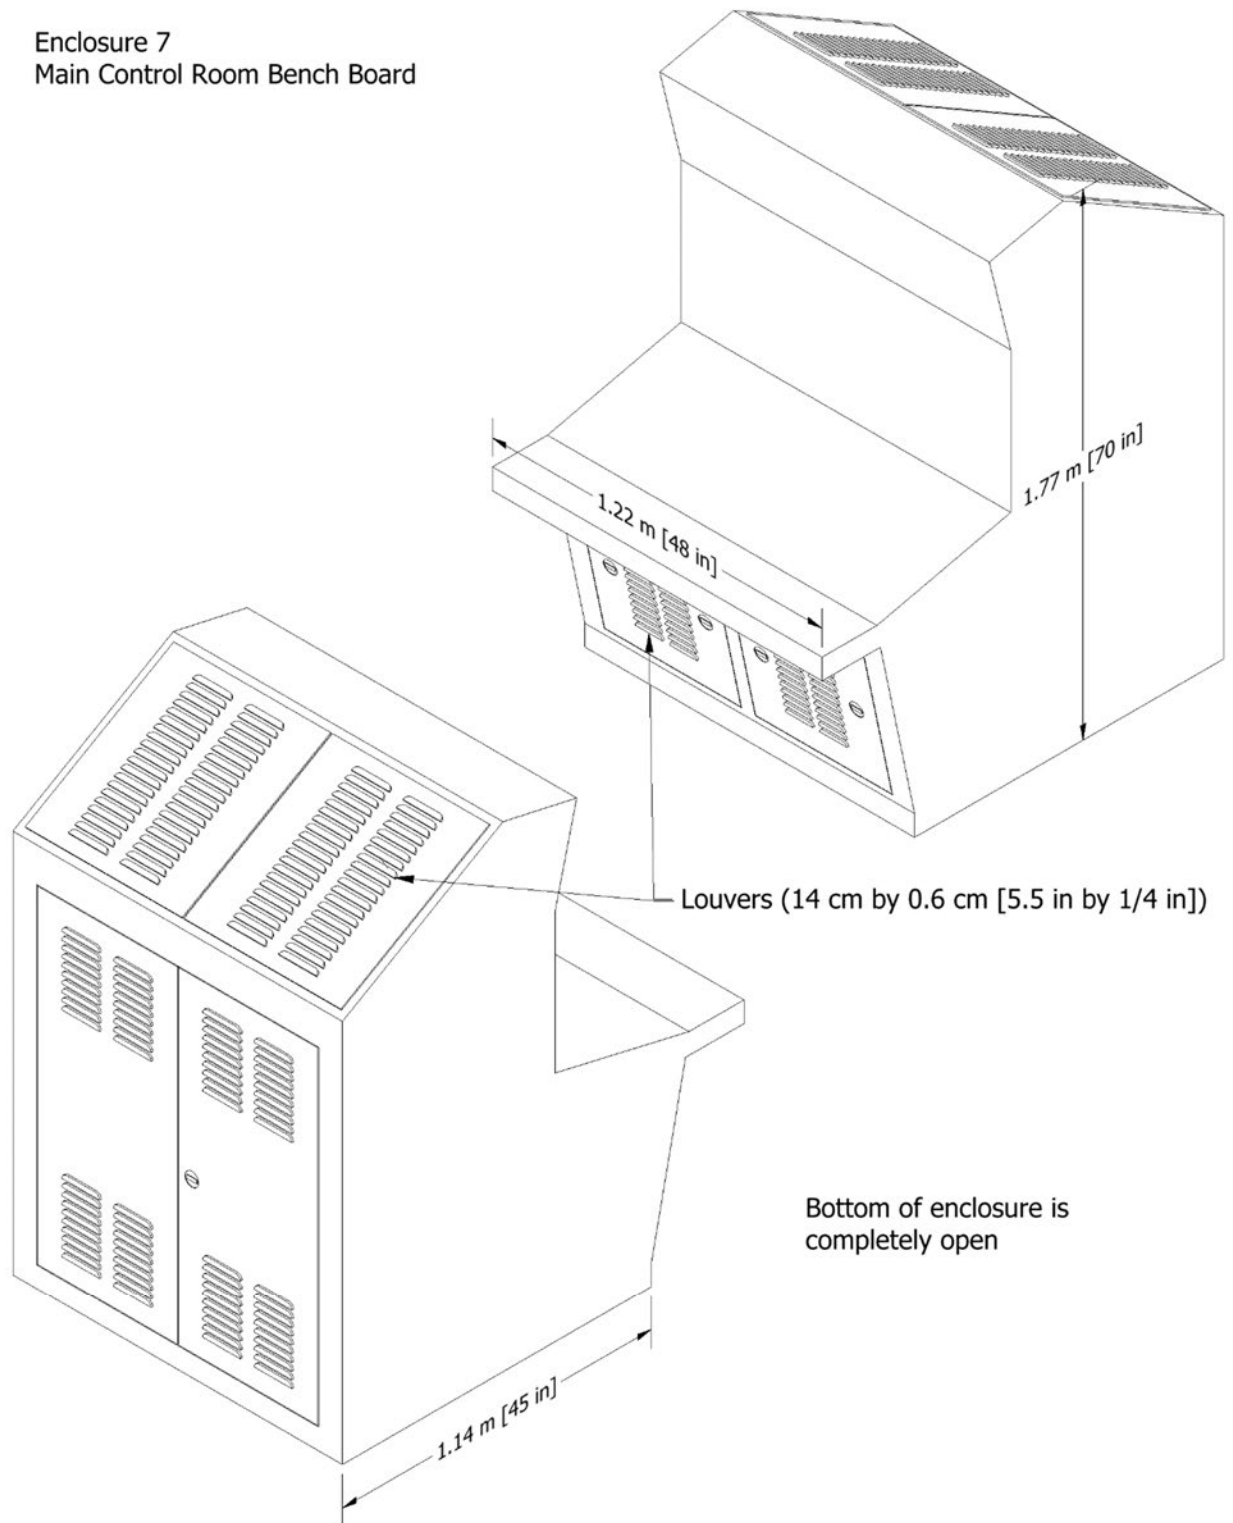 Enclosure 7
Main Control Room Bench Board
1.77 m [70 in]
1.22 m [48 in]
Louvers (14 cm by 0.6 cm [5.5 in by 1/4 in])
Bottom of enclosure is
completely open
1.14 m [45 in]